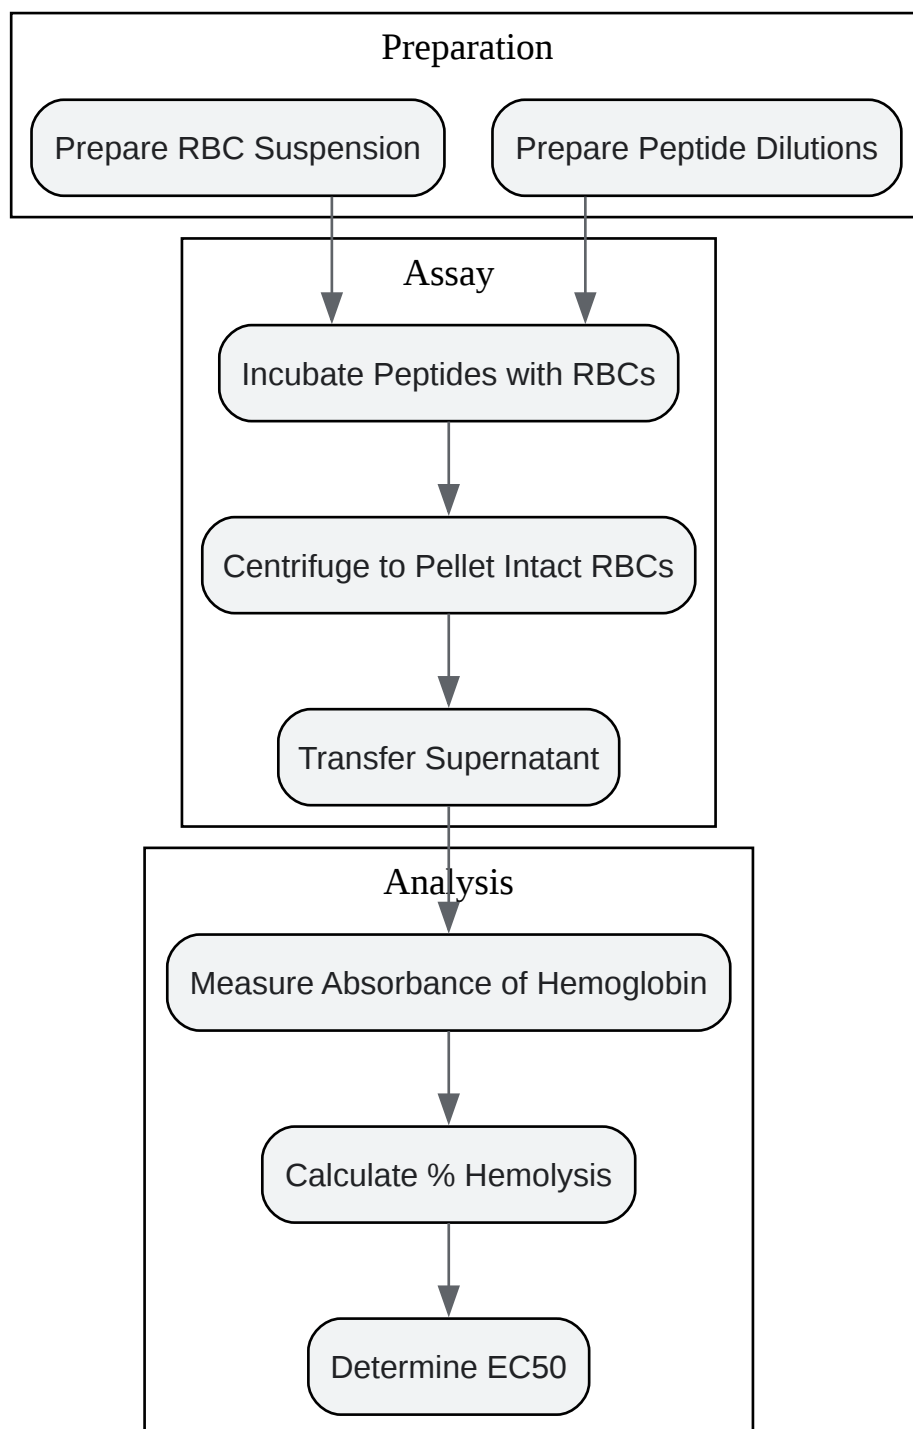 Preparation
Prepare RBC Suspension
Prepare Peptide Dilutions
Assay
Incubate Peptides with RBCs
Centrifuge to Pellet Intact RBCs
Transfer Supernatant
Analysis
Measure Absorbance of Hemoglobin
Calculate % Hemolysis
Determine EC50